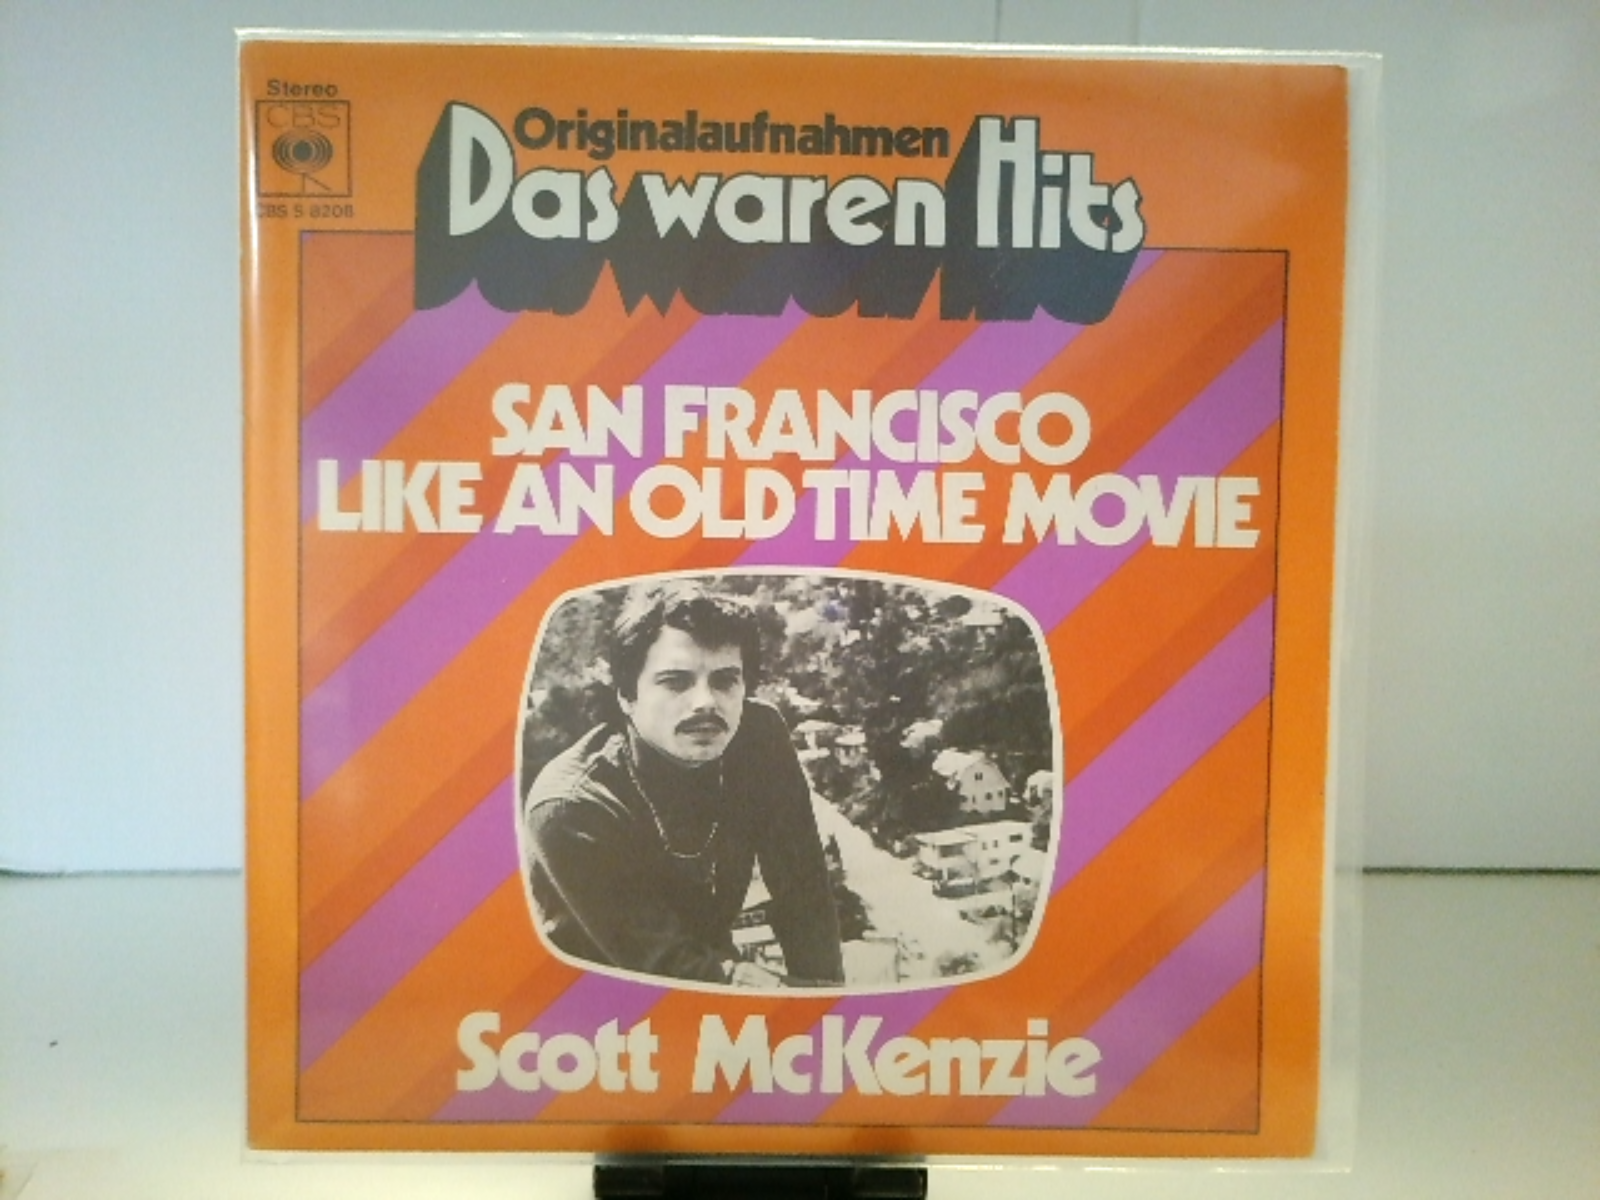 Stereo
CBS
CBS S 8208
Originalaufnahmen
Das waren Hits
SAN FRANCISCO
LIKE AN OLD TIME MOVIE
Scott McKenzie